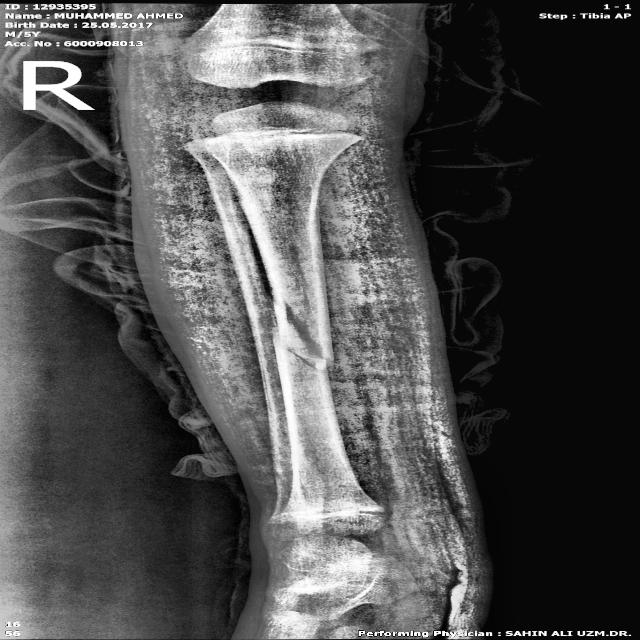 ID : 12935395
Name : MUHAMMED AHMED
Birth Date : 25.05.2017
M/5Y
Acc. No : 6000908013
1 - 1
Step : Tibia AP
R
16
56
Performing Physician : SAHIN ALI UZM.DR.